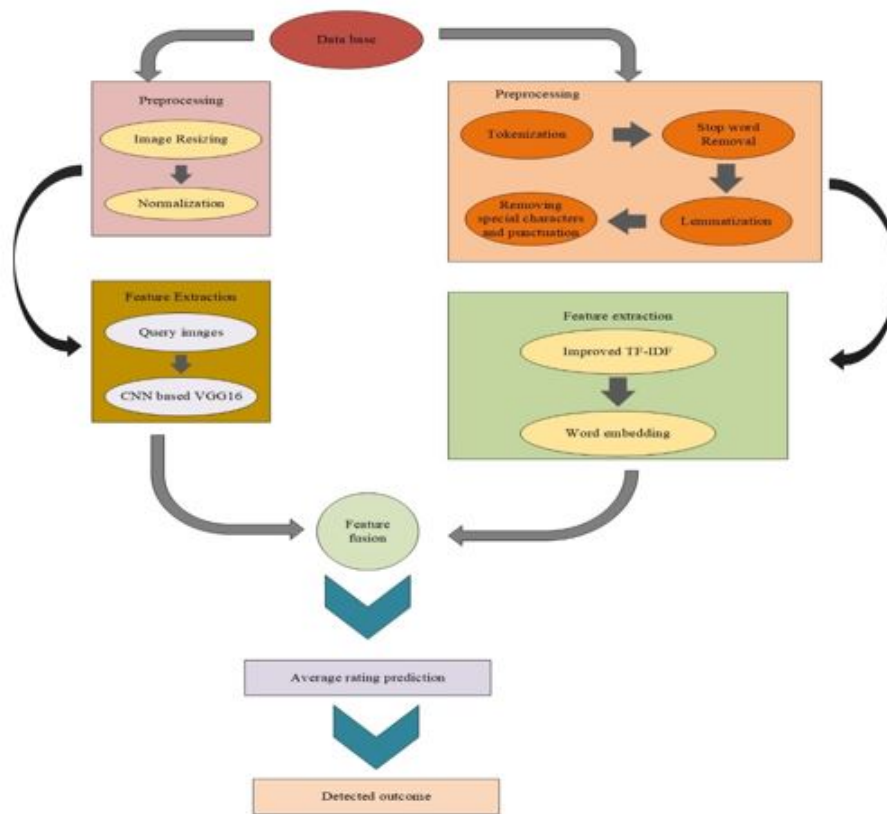 Data base
Preprocessing
Image Resizing
Normalization
Preprocessing
Tokenization
Stop word
Removal
Lemmatization
Removing
special characters
and punctuation
Feature Extraction
Query images
CNN based VGG16
Feature extraction
Improved TF-IDF
Word embedding
Feature
fusion
Average rating prediction
Detected outcome